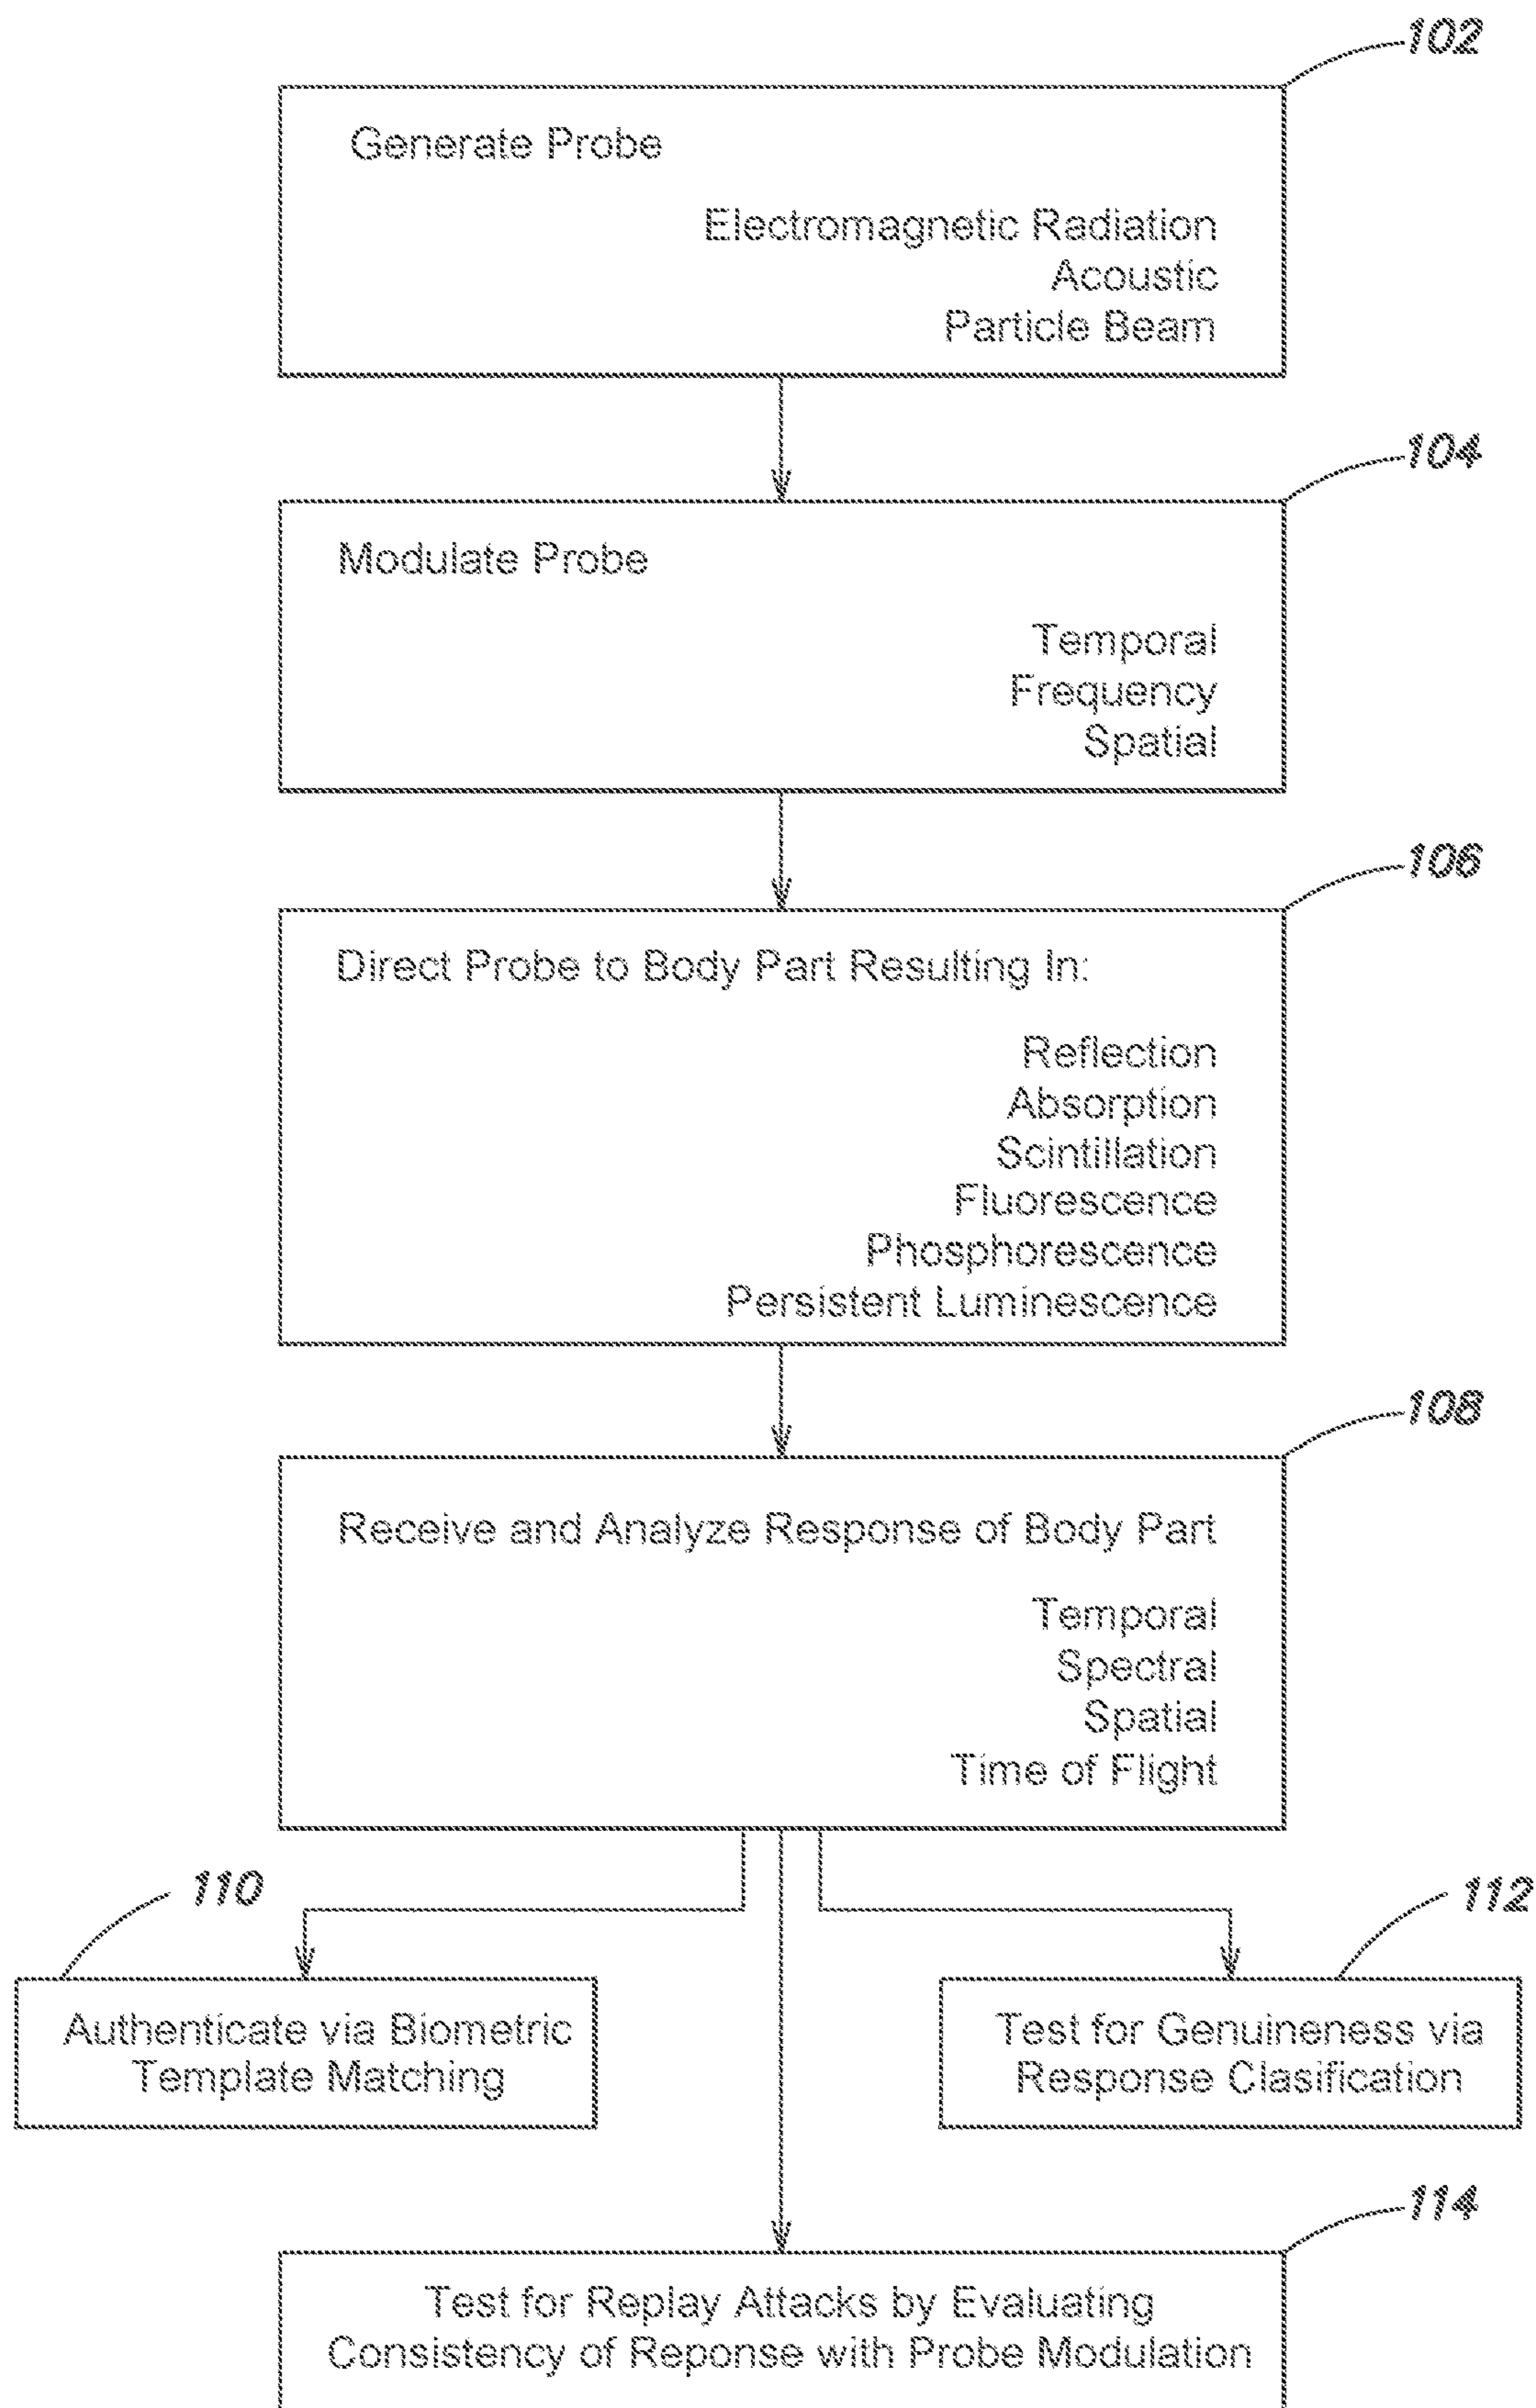 102
Generate Probe
Electromagnetic Radiation
Acoustic
Particle Beam
104
Modulate Probe
Temporal
Frequency
Spatial
106
Direct Probe to Body Part Resulting In:
Reflection
Absorption
Scintillation
Fluorescence
Phosphorescence
Persistent Luminescence
108
Receive and Analyze Response of Body Part
Temporal
Spectral
Spatial
Time of Flight
110
Authenticate via Biometric
Template Matching
112
Test for Genuineness via
Response Clasification
114
Test for Replay Attacks by Evaluating
Consistency of Reponse with Probe Modulation